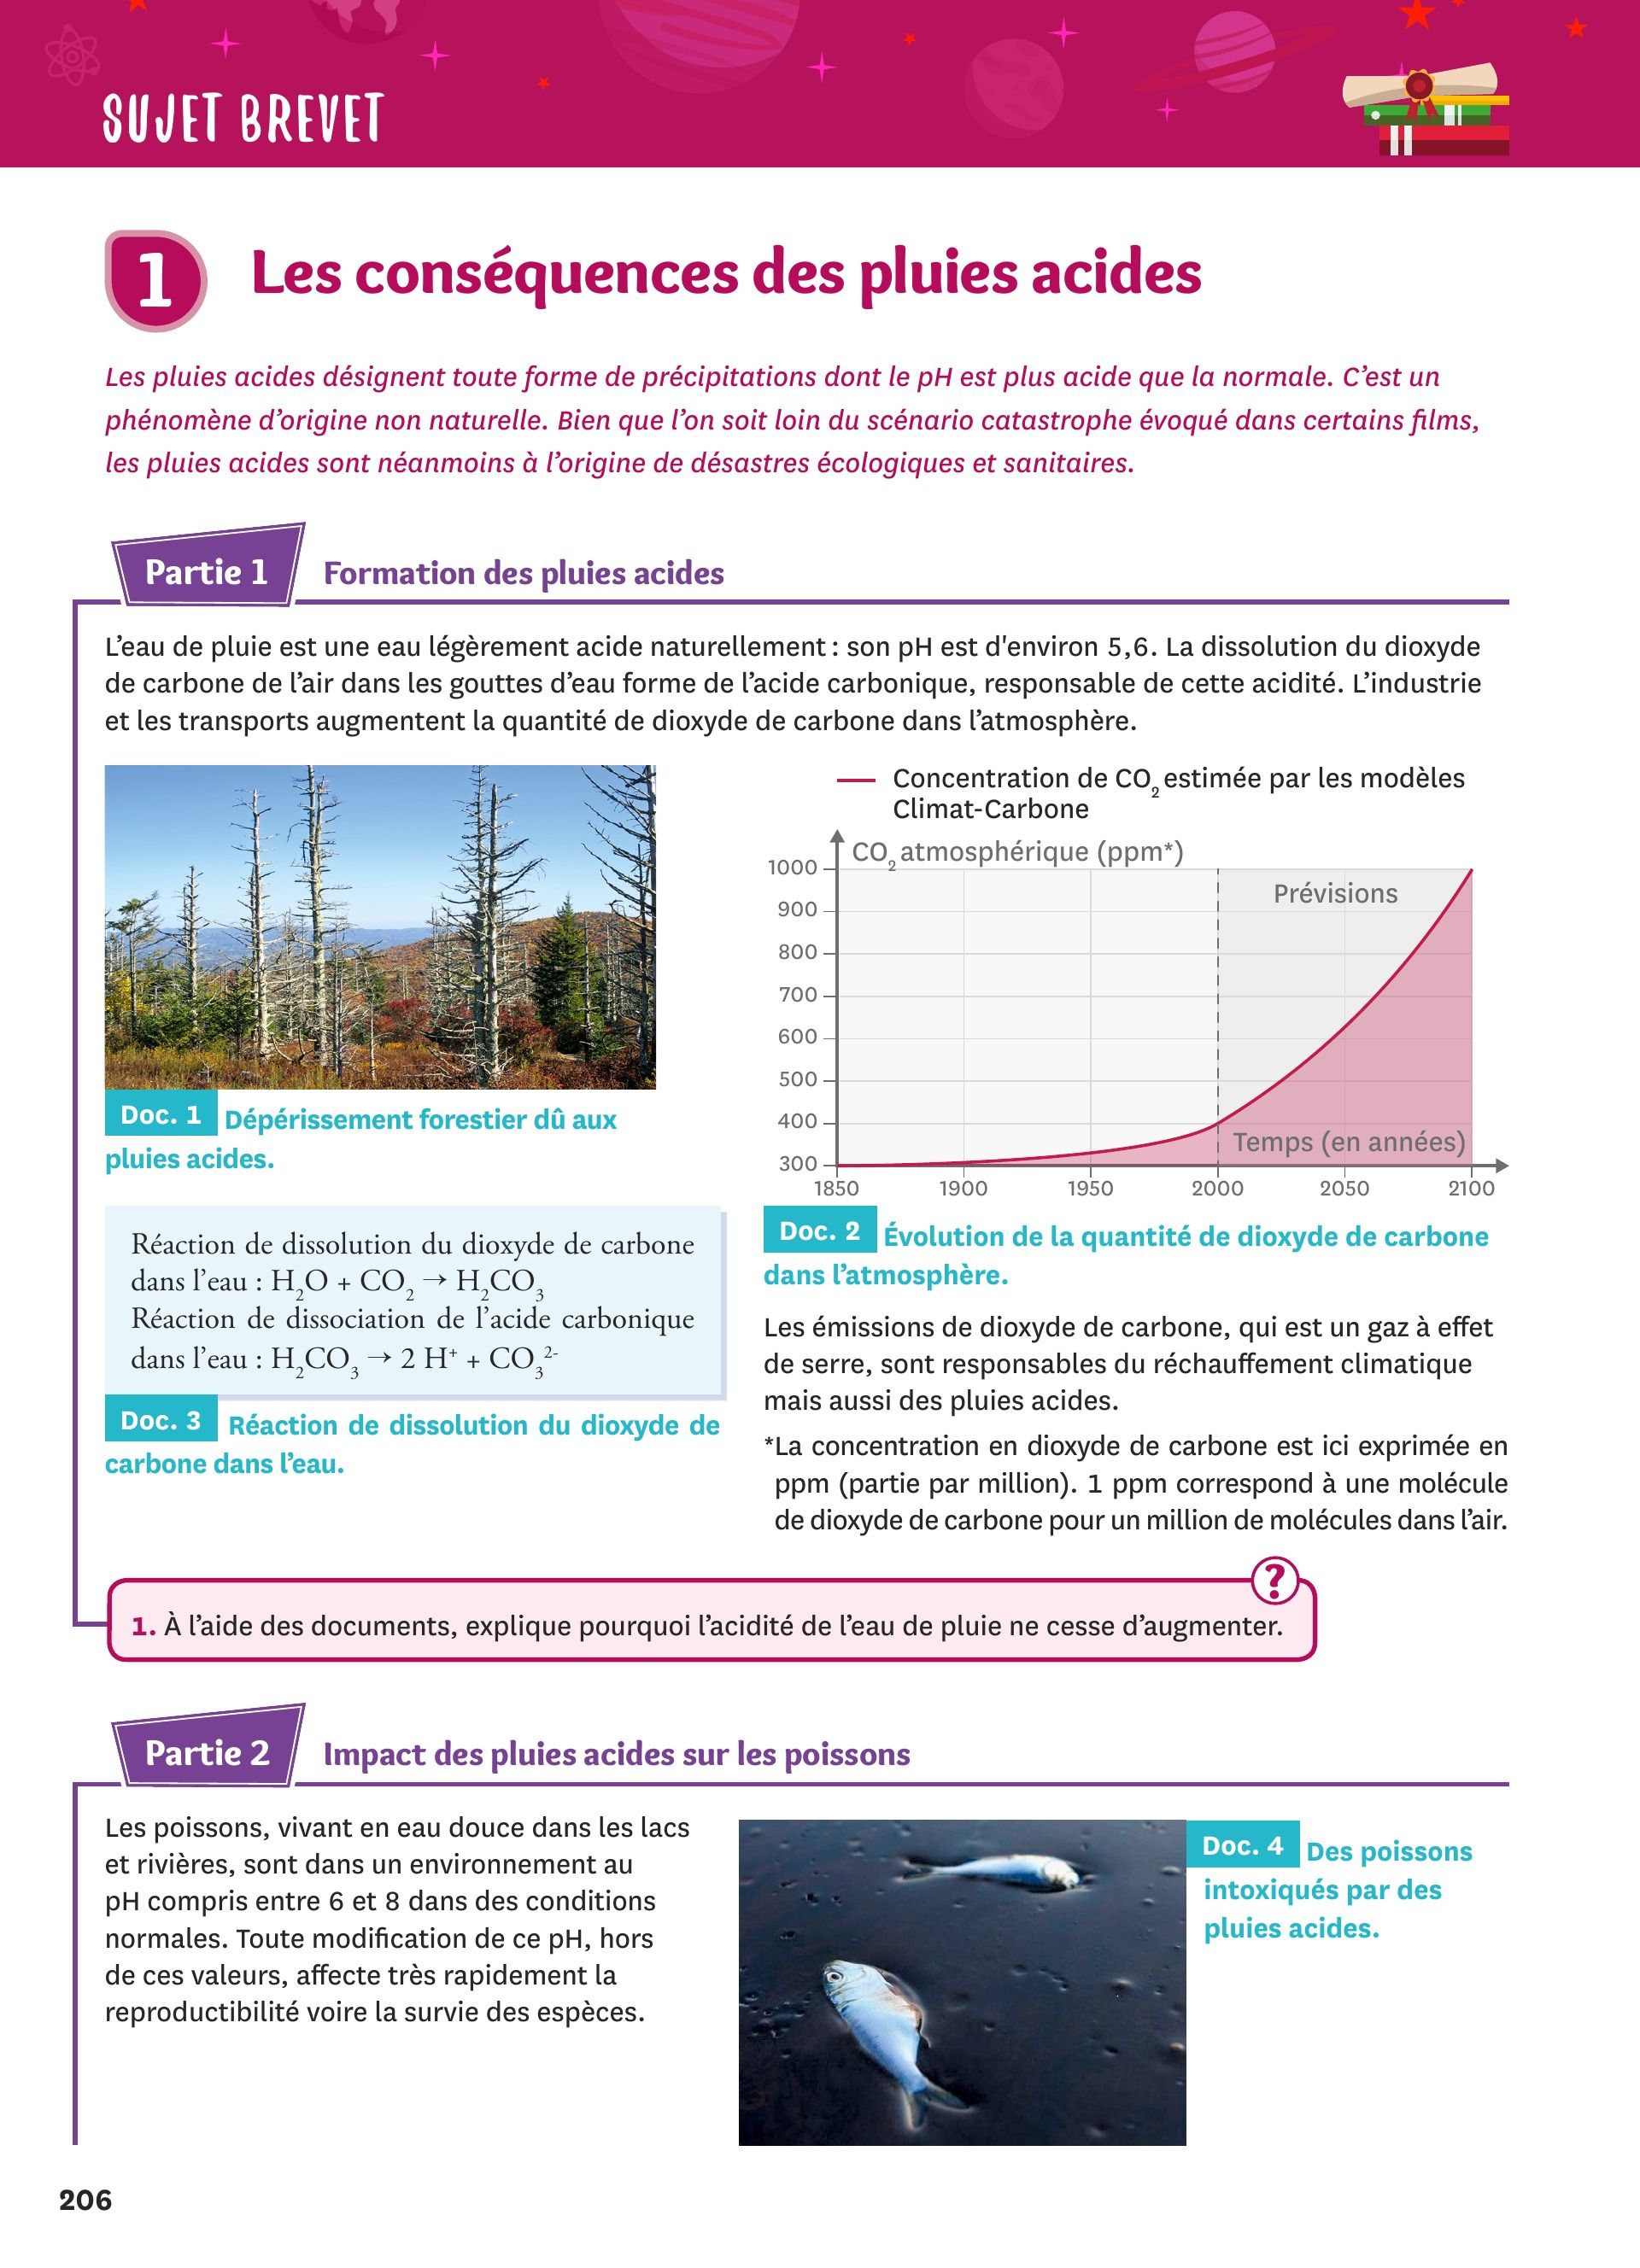 SUJET BREVET
1 Les conséquences des pluies acides
Les pluies acides désignent toute forme de précipitations dont le pH est plus acide que la normale. C’est un
phénomène d’origine non naturelle. Bien que l’on soit loin du scénario catastrophe évoqué dans certains films,
les pluies acides sont néanmoins à l’origine de désastres écologiques et sanitaires.
Partie 1 Formation des pluies acides
L’eau de pluie est une eau légèrement acide naturellement : son pH est d'environ 5,6. La dissolution du dioxyde
de carbone de l’air dans les gouttes d’eau forme de l’acide carbonique, responsable de cette acidité. L’industrie
et les transports augmentent la quantité de dioxyde de carbone dans l’atmosphère.
Doc. 1 Dépérissement forestier dû aux
pluies acides.
Réaction de dissolution du dioxyde de carbone
dans l’eau : H₂O + CO₂ → H₂CO₃
Réaction de dissociation de l’acide carbonique
dans l’eau : H₂CO₃ → 2 H⁺ + CO₃²⁻
Doc. 3 Réaction de dissolution du dioxyde de
carbone dans l’eau.
Concentration de CO₂ estimée par les modèles
Climat-Carbone
CO₂ atmosphérique (ppm*)
1000
900
800
700
600
500
400
300
Prévisions
Temps (en années)
1850 1900 1950 2000 2050 2100
Doc. 2 Évolution de la quantité de dioxyde de carbone
dans l’atmosphère.
Les émissions de dioxyde de carbone, qui est un gaz à effet
de serre, sont responsables du réchauffement climatique
mais aussi des pluies acides.
*La concentration en dioxyde de carbone est ici exprimée en
ppm (partie par million). 1 ppm correspond à une molécule
de dioxyde de carbone pour un million de molécules dans l’air.
?
1. À l’aide des documents, explique pourquoi l’acidité de l’eau de pluie ne cesse d’augmenter.
Partie 2 Impact des pluies acides sur les poissons
Les poissons, vivant en eau douce dans les lacs
et rivières, sont dans un environnement au
pH compris entre 6 et 8 dans des conditions
normales. Toute modification de ce pH, hors
de ces valeurs, affecte très rapidement la
reproductibilité voire la survie des espèces.
Doc. 4 Des poissons
intoxiqués par des
pluies acides.
206